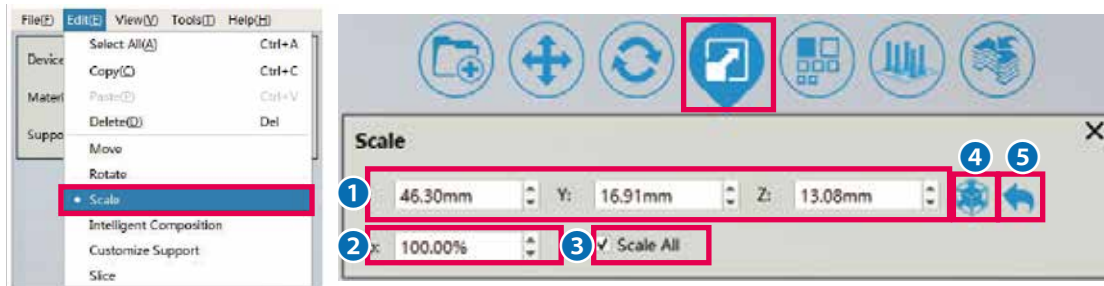 File(F) Edit(E) View(V) Tools(T) Help(H)
Select All(A) Ctrl+A
Device
Copy(C) Ctrl+C
Materi
Paste(P) Ctrl+V
Delete(D) Del
Suppo
Move
Rotate
Scale
Intelligent Composition
Customize Support
Slice
Scale
4 5
1 46.30mm Y: 16.91mm Z: 13.08mm
2 x: 100.00% 3 Scale All